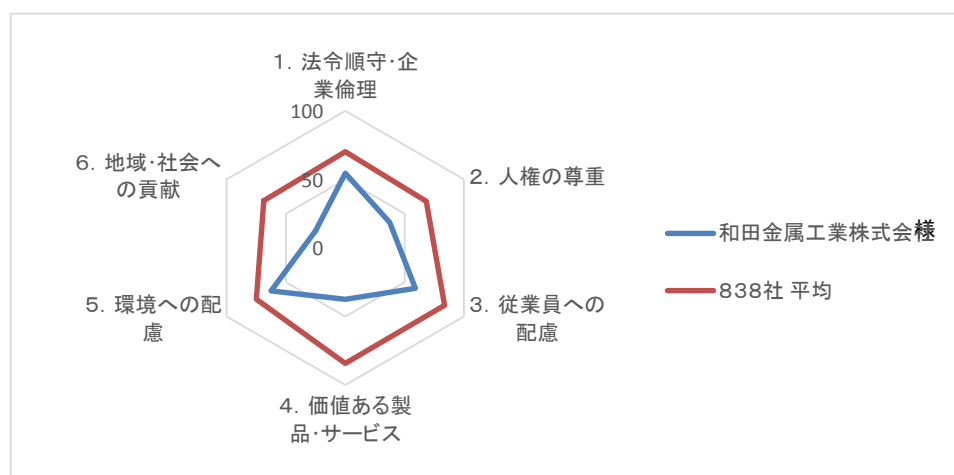 1. 法令順守・企
業倫理
100
50
0
2. 人権の尊重
3. 従業員への
配慮
4. 価値ある製
品・サービス
5. 環境への配
慮
6. 地域・社会へ
の貢献
和田金属工業株式会様
838社 平均